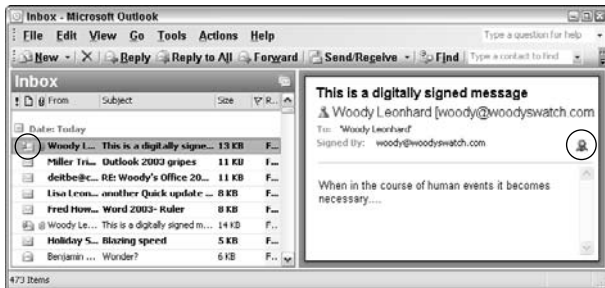 Inbox - Microsoft Outlook
File Edit View Go Tools Actions Help Type a question for help
New Reply Reply to All Forward Send/Receive Find Type a contact to find
Inbox
! From Subject Size R...
Date: Today
Woody L... This is a digitally signe... 13 KB F...
Miller Tri... Outlook 2003 gripes 11 KB F...
deitbe@c... RE: Woody's Office 20... 11 KB F...
Lisa Leon... another Quick update ... 8 KB F...
Fred How... Word 2003- Ruler 8 KB F...
Woody Le... This is a digitally signed m... 14 KB F...
Holiday S... Blazing speed 5 KB F...
Benjamin ... Wonder? 6 KB F...
This is a digitally signed message
Woody Leonhard [woody@woodyswatch.com
To: 'Woody Leonhard'
Signed By: woody@woodyswatch.com
When in the course of human events it becomes
necessary....
473 Items